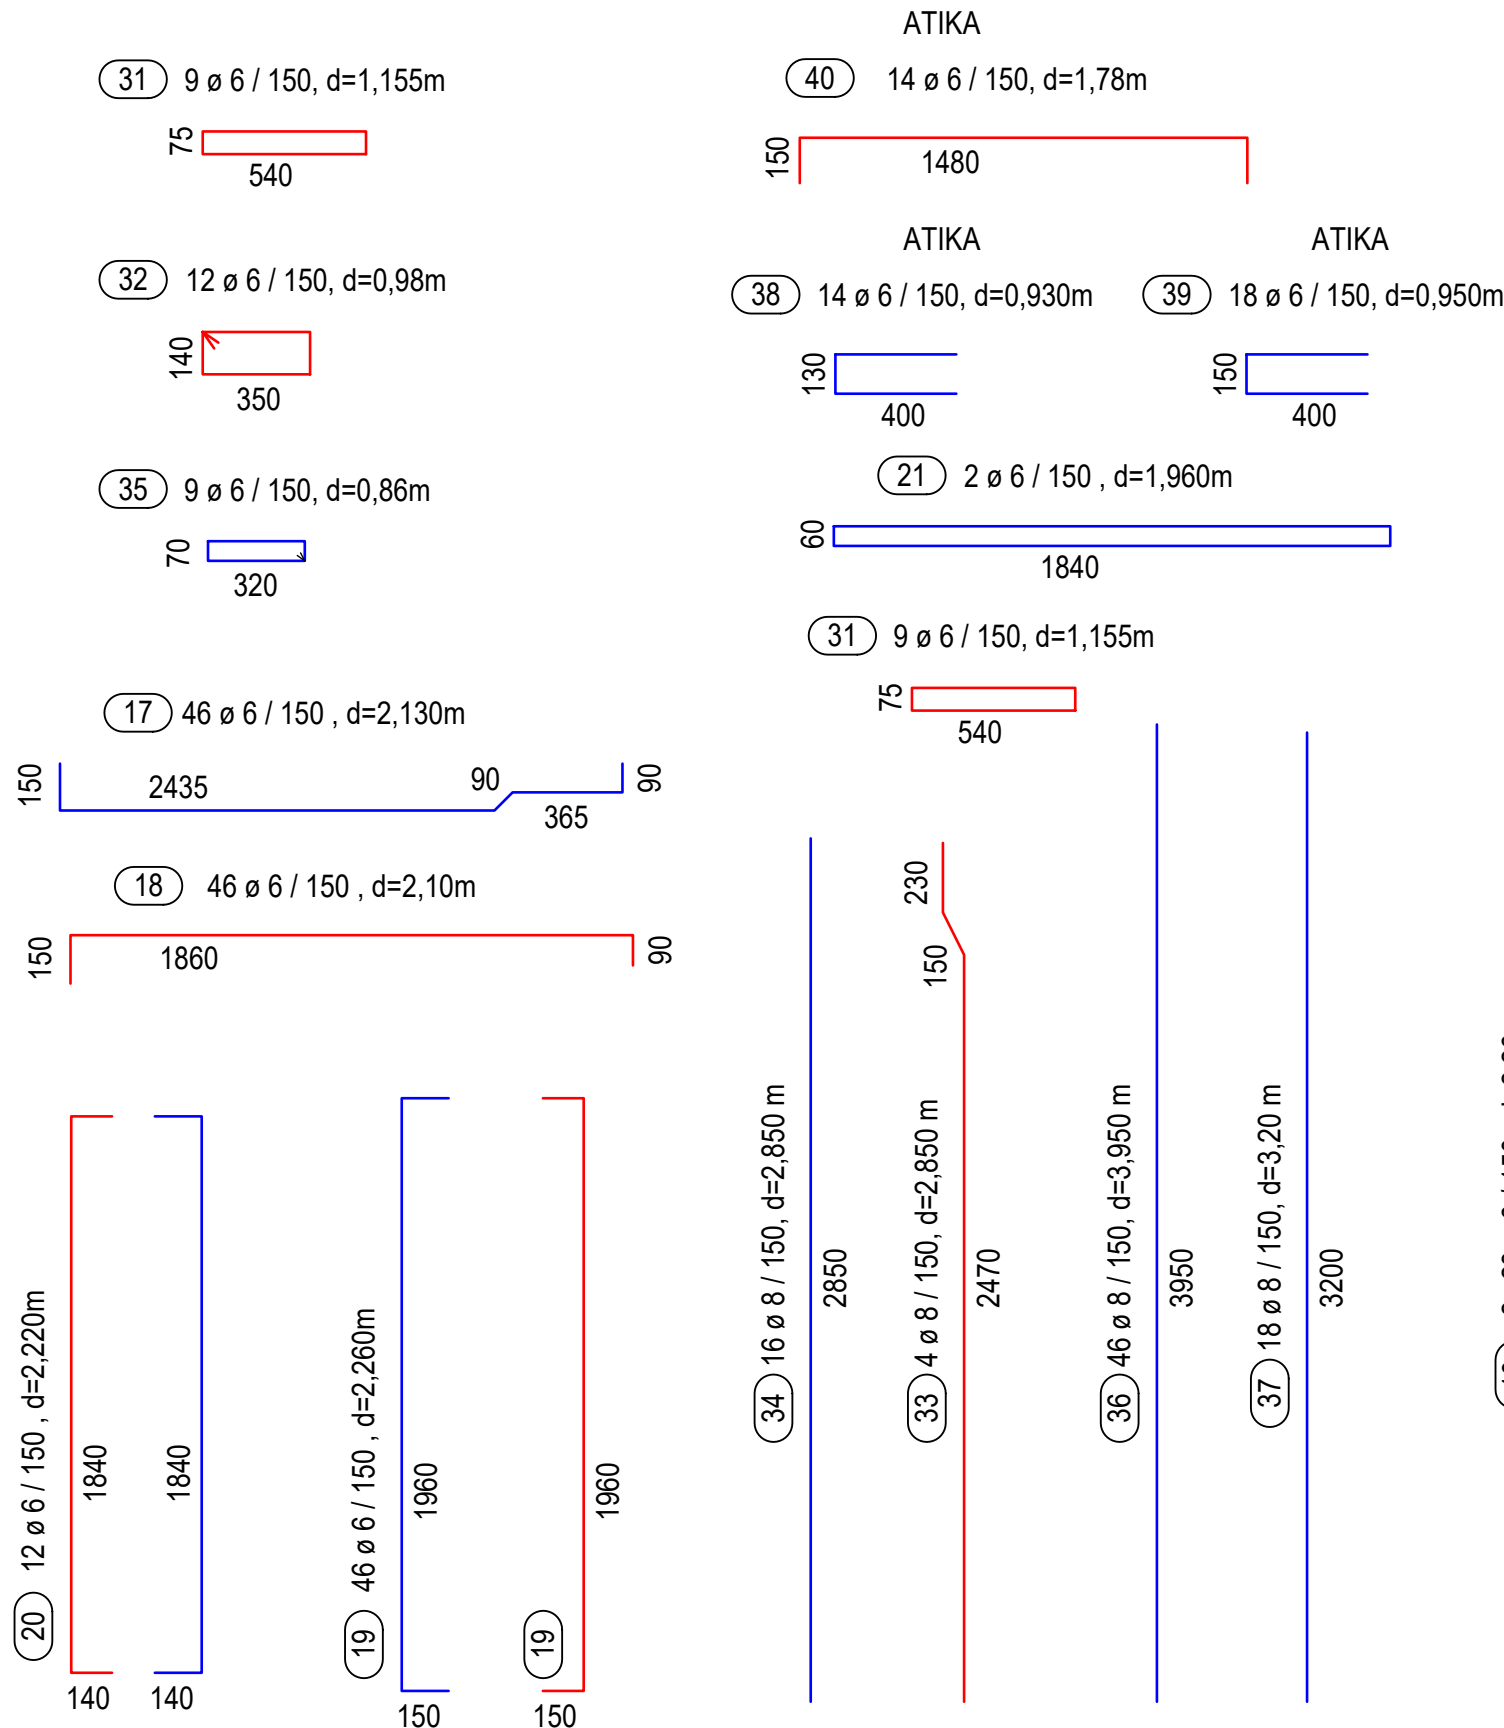 31 9 ø 6 / 150, d=1,155m
75
540
32 12 ø 6 / 150, d=0,98m
140
350
35 9 ø 6 / 150, d=0,86m
70
320
17 46 ø 6 / 150 , d=2,130m
150
2435
90
365
90
18 46 ø 6 / 150 , d=2,10m
150
1860
90
20 12 ø 6 / 150 , d=2,220m
1840
1840
140
140
19 46 ø 6 / 150 , d=2,260m
1960
150
19
1960
150
ATIKA
40 14 ø 6 / 150, d=1,78m
150
1480
ATIKA
38 14 ø 6 / 150, d=0,930m
130
400
ATIKA
39 18 ø 6 / 150, d=0,950m
150
400
21 2 ø 6 / 150 , d=1,960m
60
1840
31 9 ø 6 / 150, d=1,155m
75
540
34 16 ø 8 / 150, d=2,850 m
2850
230
150
33 4 ø 8 / 150, d=2,850 m
2470
36 46 ø 8 / 150, d=3,950 m
3950
37 18 ø 8 / 150, d=3,20 m
3200